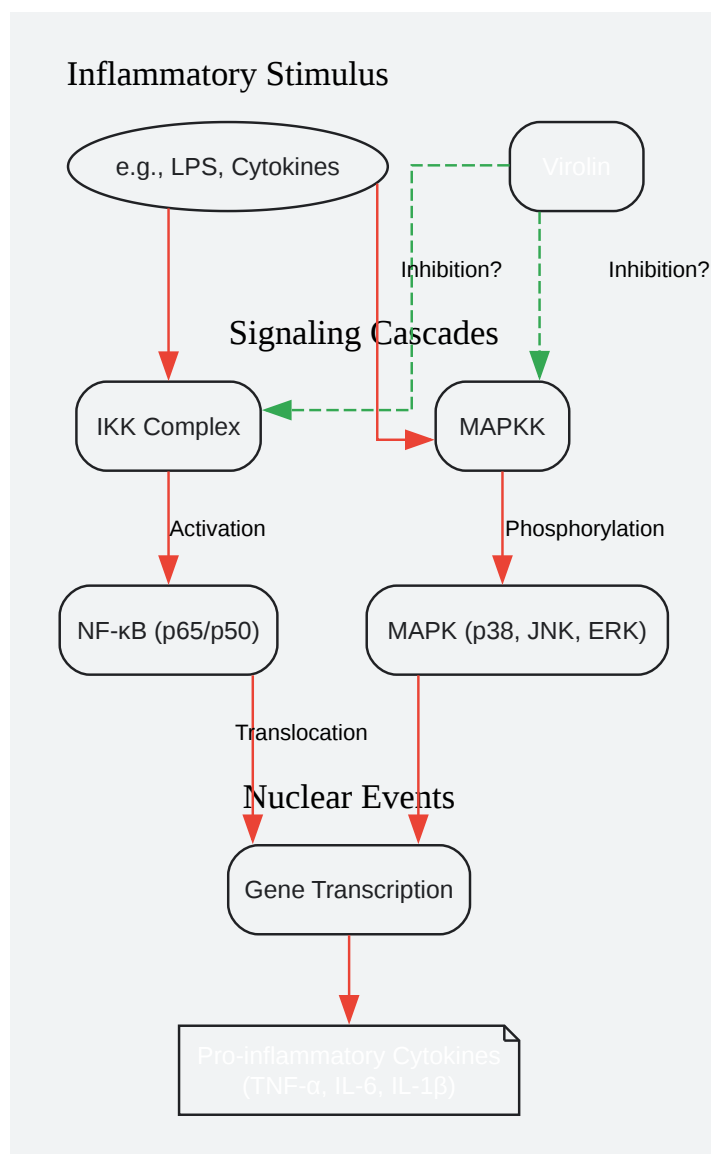 Inflammatory Stimulus
e.g., LPS, Cytokines
Virolin
Inhibition?
Inhibition?
Signaling Cascades
IKK Complex
MAPKK
Activation
Phosphorylation
NF-κB (p65/p50)
MAPK (p38, JNK, ERK)
Translocation
Nuclear Events
Gene Transcription
Pro-inflammatory Cytokines
(TNF-α, IL-6, IL-1β)